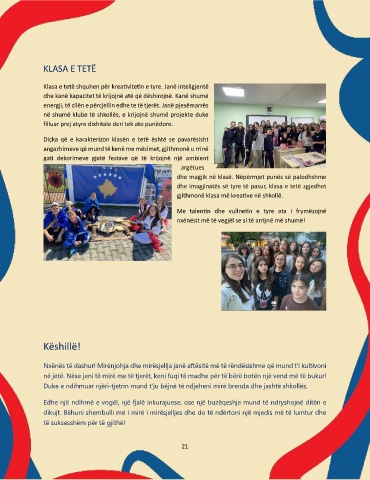 KLASA E TETË
Klasa e tetë shquhen për kreativitetin e tyre. Janë inteligjentë
dhe kanë kapacitet të krijojnë atë që dëshirojnë. Kanë shumë
energji, të cilën e përcjellin edhe te të tjerët. Janë pjesëmarrës
në shumë klube të shkollës, e krijojnë shumë projekte duke
filluar prej atyre dixhitale deri tek ato punëdore.
Diçka që e karakterizon klasën e tetë është se pavarësisht
angazhimeve që mund të kenë me mësimet, gjithmonë u rrinë
gati dekorimeve gjatë festave që të krijojnë një ambient
argëtues
dhe magjik në klasë. Nëpërmjet punës së palodhshme
dhe imagjinatës së tyre të pasur, klasa e tetë zgjedhet
gjithmonë klasa më kreative në shkollë.
Me talentin dhe vullnetin e tyre ata i frymëzojnë
nxënësit më të vegjël se si të arrijnë më shumë!
Këshillë!
Nxënës të dashur! Mirënjohja dhe mirësjellja janë aftësitë më të rëndësishme që mund t'i kultivoni
në jetë. Nëse jeni të mirë me të tjerët, keni fuqi të madhe për të bërë botën një vend më të bukur!
Duke e ndihmuar njëri-tjetrin mund t'ju bëjnë të ndjeheni mirë brenda dhe jashtë shkollës.
Edhe një ndihmë e vogël, një fjalë inkurajuese, ose një buzëqeshje mund të ndryshojnë ditën e
dikujt. Bëhuni shembulli më i mirë i mirësjelljes dhe do të ndërtoni një mjedis më të lumtur dhe
të suksesshëm për të gjithë!
21